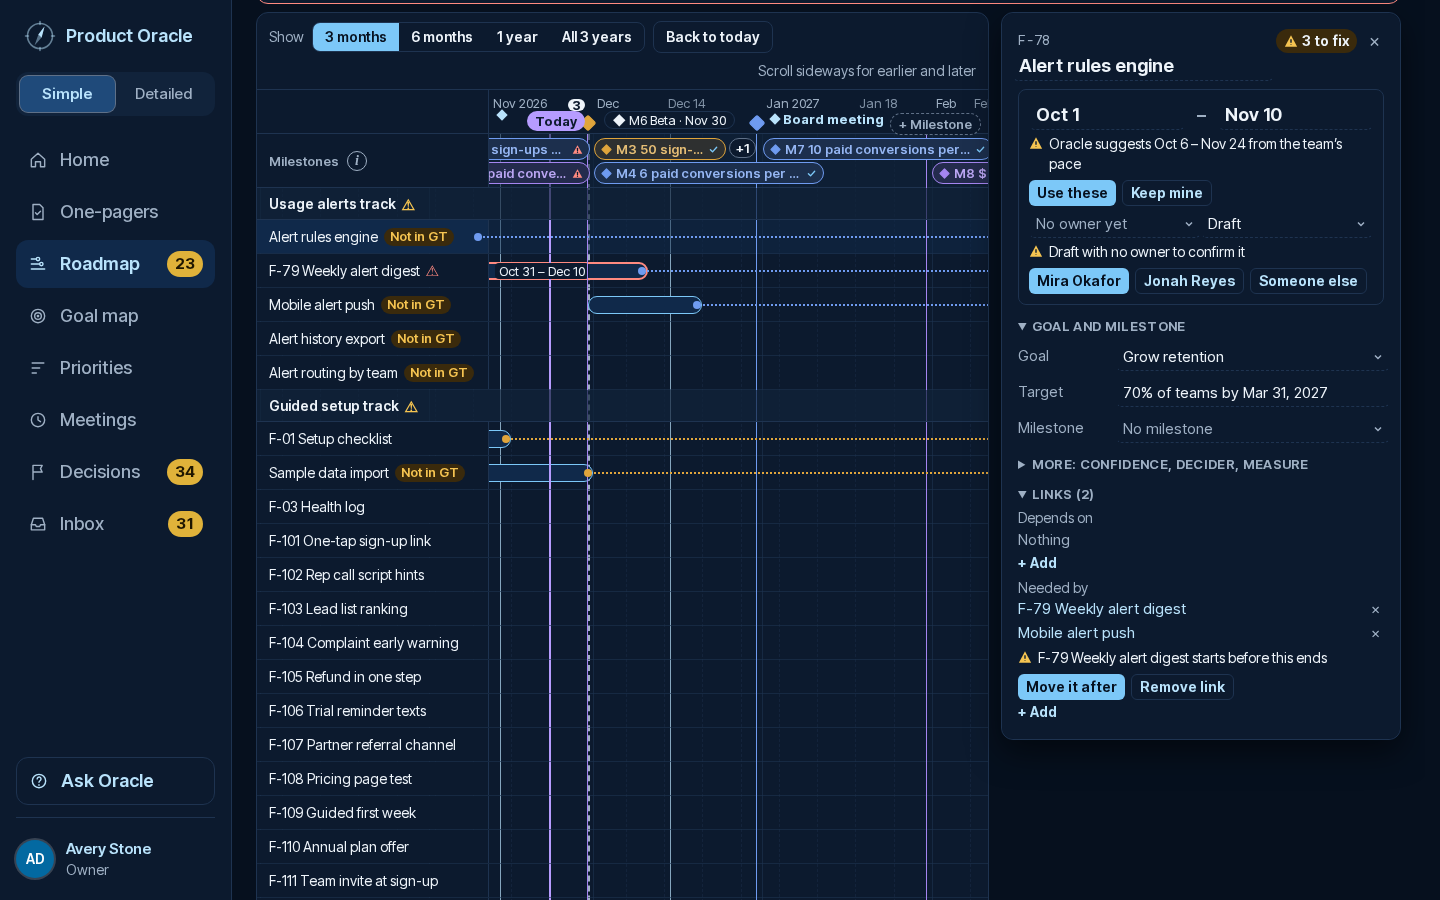 Product Oracle
Simple
Detailed
Home
One-pagers
Roadmap
23
Goal map
Priorities
Meetings
Decisions
34
Inbox
31
Ask Oracle
AD
Avery Stone
Owner
Show
3 months
6 months
1 year
All 3 years
Back to today
Scroll sideways for earlier and later
Nov 2026
3
Dec
Dec 14
Jan 2027
Jan 18
Feb
Fe
Today
M6 Beta · Nov 30
Board meeting
+ Milestone
Milestones
i
sign-ups ...
M3 50 sign-...
+1
M7 10 paid conversions per...
paid conve...
M4 6 paid conversions per ...
M8 $
Usage alerts track
Alert rules engine
Not in GT
F-79 Weekly alert digest
Oct 31 – Dec 10
Mobile alert push
Not in GT
Alert history export
Not in GT
Alert routing by team
Not in GT
Guided setup track
F-01 Setup checklist
Sample data import
Not in GT
F-03 Health log
F-101 One-tap sign-up link
F-102 Rep call script hints
F-103 Lead list ranking
F-104 Complaint early warning
F-105 Refund in one step
F-106 Trial reminder texts
F-107 Partner referral channel
F-108 Pricing page test
F-109 Guided first week
F-110 Annual plan offer
F-111 Team invite at sign-up
F-78
3 to fix
×
Alert rules engine
Oct 1
–
Nov 10
Oracle suggests Oct 6 – Nov 24 from the team's
pace
Use these
Keep mine
No owner yet
Draft
Draft with no owner to confirm it
Mira Okafor
Jonah Reyes
Someone else
GOAL AND MILESTONE
Goal
Grow retention
Target
70% of teams by Mar 31, 2027
Milestone
No milestone
MORE: CONFIDENCE, DECIDER, MEASURE
LINKS (2)
Depends on
Nothing
+ Add
Needed by
F-79 Weekly alert digest
×
Mobile alert push
×
F-79 Weekly alert digest starts before this ends
Move it after
Remove link
+ Add